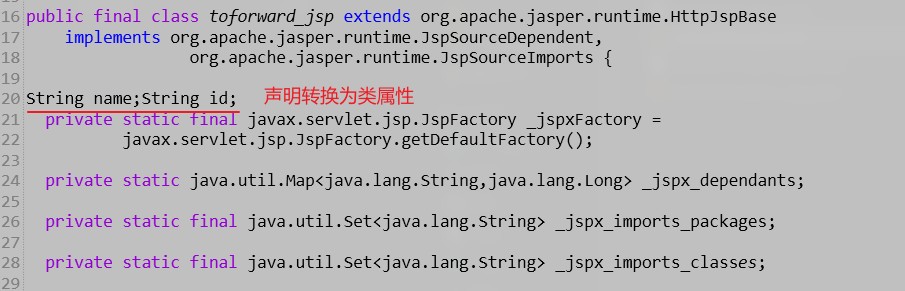 16 public final class toforward_jsp extends org.apache.jasper.runtime.HttpJspBase
17 implements org.apache.jasper.runtime.JspSourceDependent,
18 org.apache.jasper.runtime.JspSourceImports {
19
20 String name;String id; 声明转换为类属性
21 private static final javax.servlet.jsp.JspFactory _jspxFactory =
22 javax.servlet.jsp.JspFactory.getDefaultFactory();
23
24 private static java.util.Map<java.lang.String,java.lang.Long> _jspx_dependants;
25
26 private static final java.util.Set<java.lang.String> _jspx_imports_packages;
27
28 private static final java.util.Set<java.lang.String> _jspx_imports_classes;
29